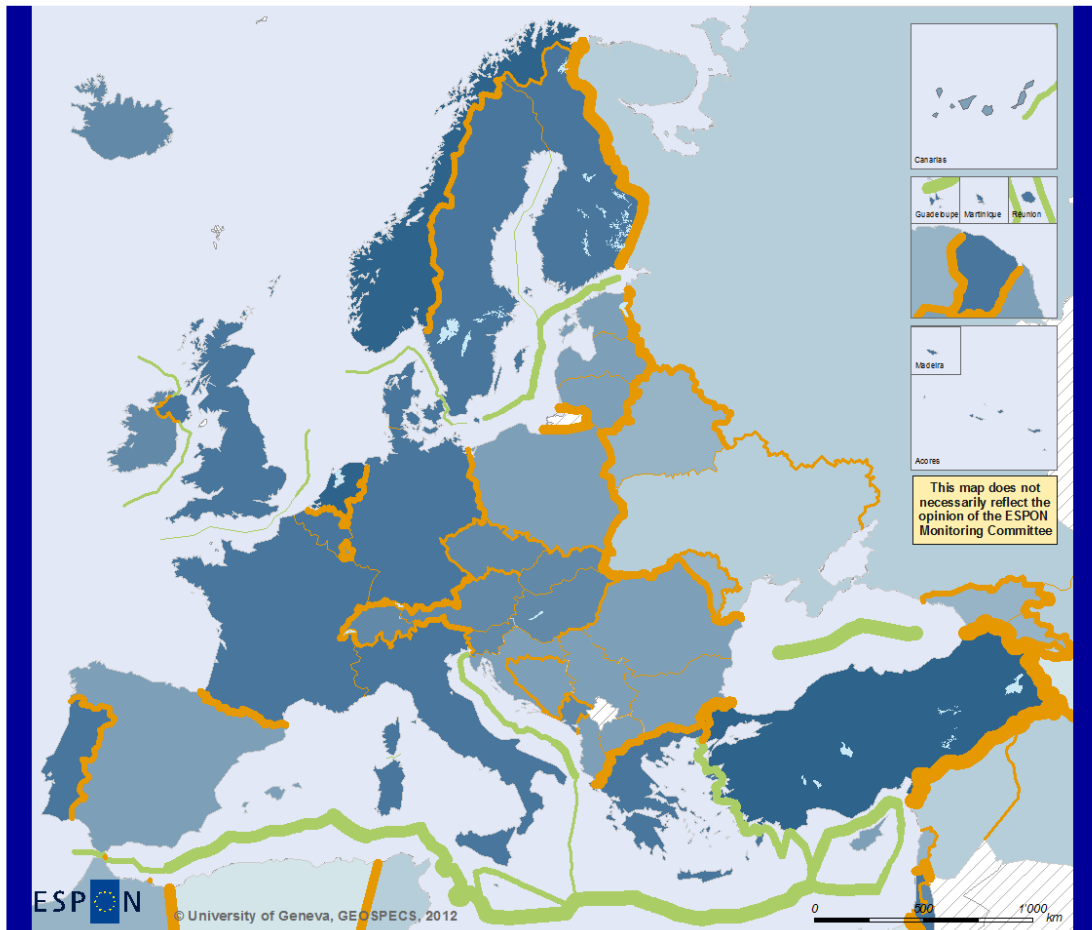 Canarias
Guadeloupe
Martinique
Réunion
Madeira
Acores
This map does not
necessarily reflect the
opinion of the ESPON
Monitoring Committee
ESPON
© University of Geneva, GEOSPECS, 2012
0 500 1'000
km